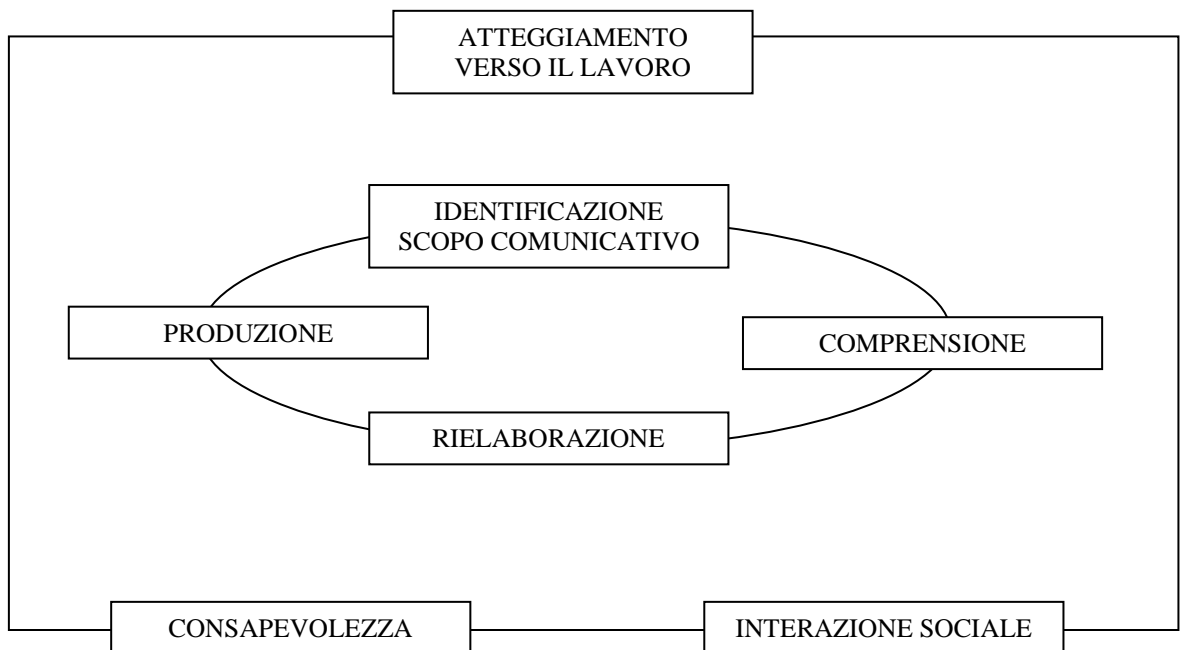 ATTEGGIAMENTO
VERSO IL LAVORO
IDENTIFICAZIONE
SCOPO COMUNICATIVO
PRODUZIONE
COMPRENSIONE
RIELABORAZIONE
CONSAPEVOLEZZA
INTERAZIONE SOCIALE